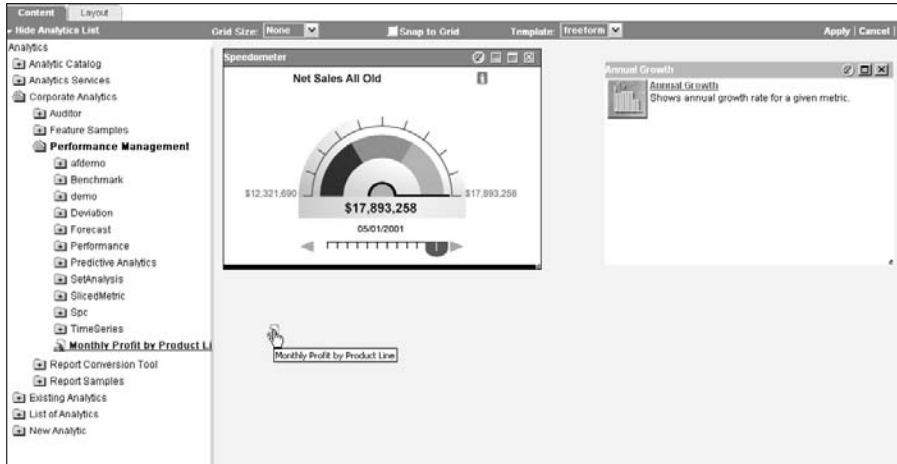 Content Layout
Hide Analytics List Grid Size: None Snap to Grid Template: freeform Apply | Cancel |
Analytics
Analytic Catalog
Analytics Services
Corporate Analytics
Auditor
Feature Samples
Performance Management
afdemo
Benchmark
demo
Deviation
Forecast
Performance
Predictive Analytics
SetAnalysis
SlicedMetric
Spc
TimeSeries
Monthly Profit by Product Li
Report Conversion Tool
Report Samples
Existing Analytics
List of Analytics
New Analytic
Speedometer
Net Sales All Old
$12,321,690
$17,893,258
$17,893,258
05/01/2001
Monthly Profit by Product Line
Annual Growth
Annual Growth
Shows annual growth rate for a given metric.